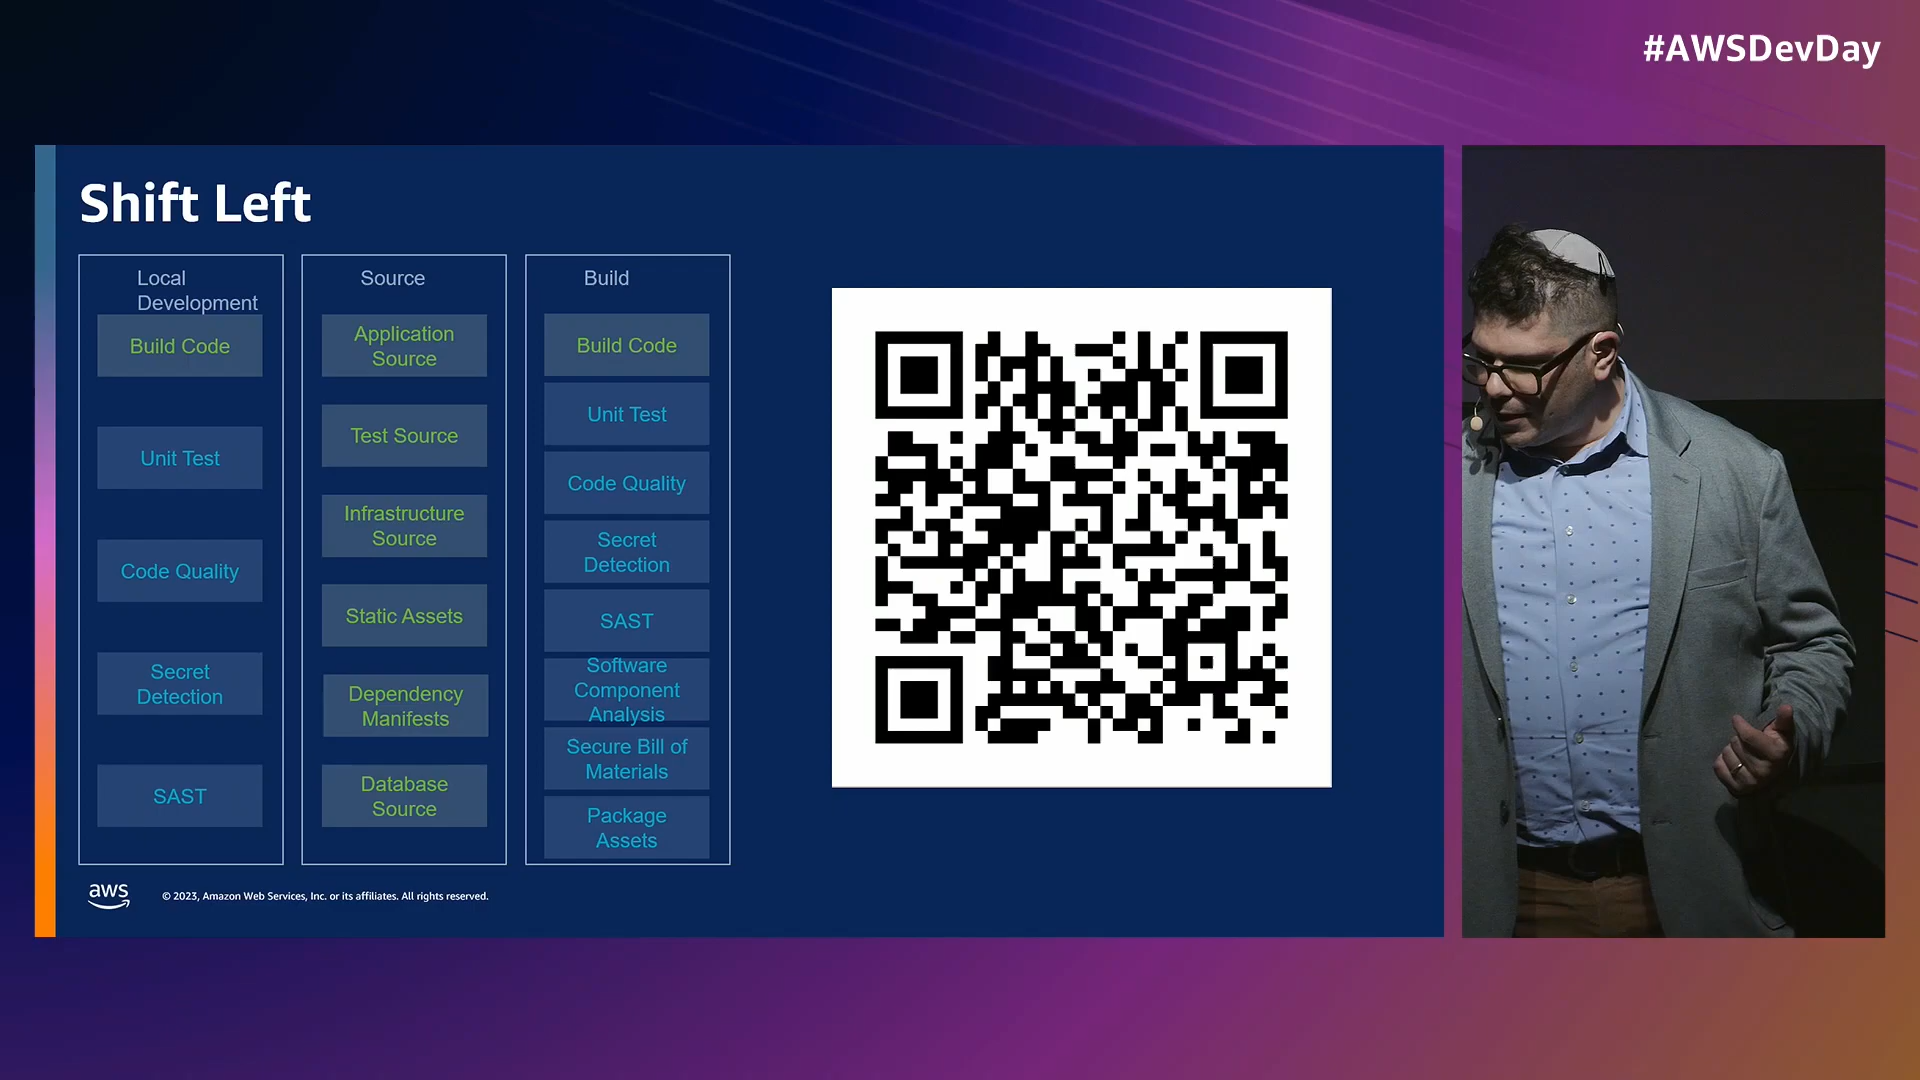 #AWSDevDay
Shift Left
Local
Development
Build Code
Unit Test
Code Quality
Secret
Detection
SAST
Source
Application
Source
Test Source
Infrastructure
Source
Static Assets
Dependency
Manifests
Database
Source
Build
Build Code
Unit Test
Code Quality
Secret
Detection
SAST
Software
Component
Analysis
Secure Bill of
Materials
Package
Assets
aws
© 2023, Amazon Web Services, Inc. or its affiliates. All rights reserved.